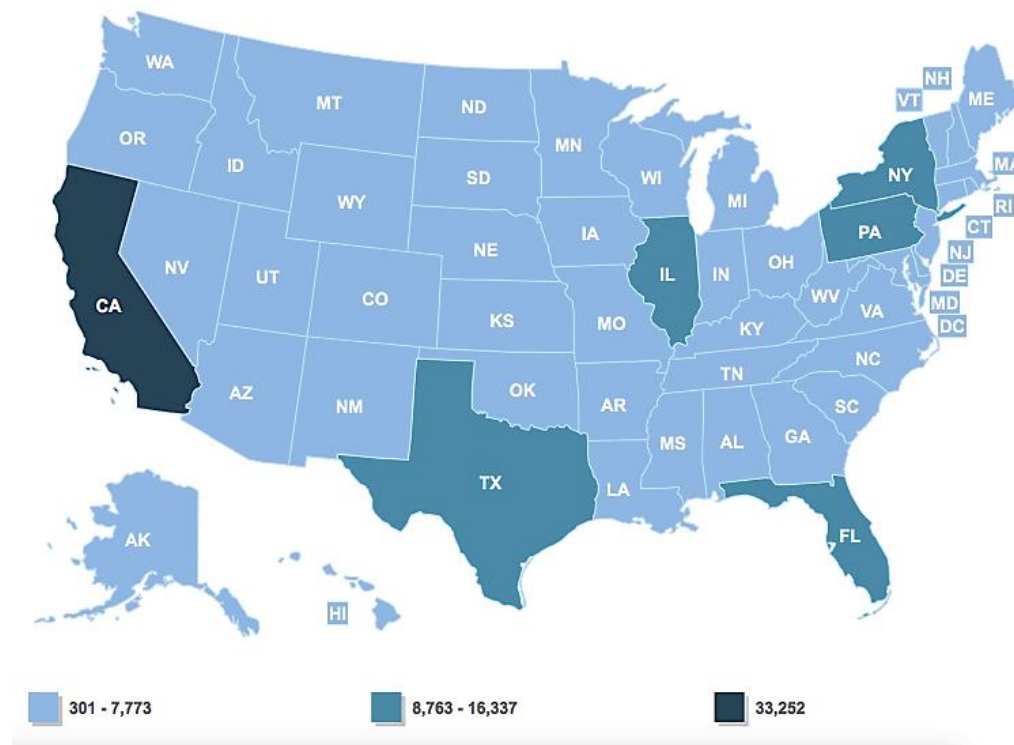 WA
MT
ND
MN
VT
NH
ME
OR
ID
SD
WI
MI
NY
MA
WY
RI
IA
NE
PA
CT
NV
UT
CO
IL
IN
OH
NJ
DE
CA
KS
MO
WV
VA
MD
KY
DC
AZ
NM
OK
AR
TN
NC
SC
MS
AL
GA
TX
LA
FL
AK
HI
301 - 7,773
8,763 - 16,337
33,252